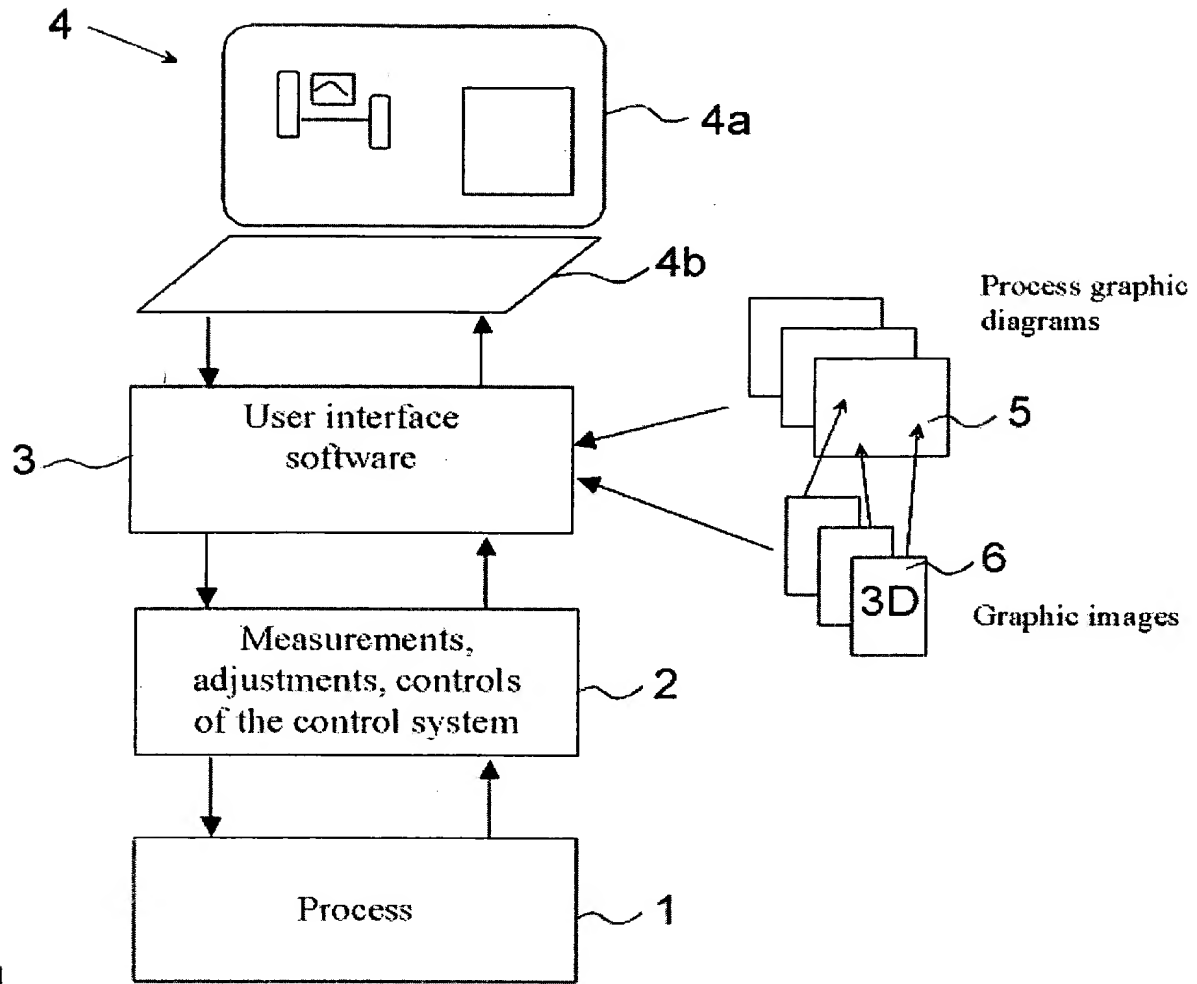 4
4a
4b
Process graphic
diagrams
User interface
software
3
5
6
3D
Graphic images
Measurements,
adjustments, controls
of the control system
2
Process
1